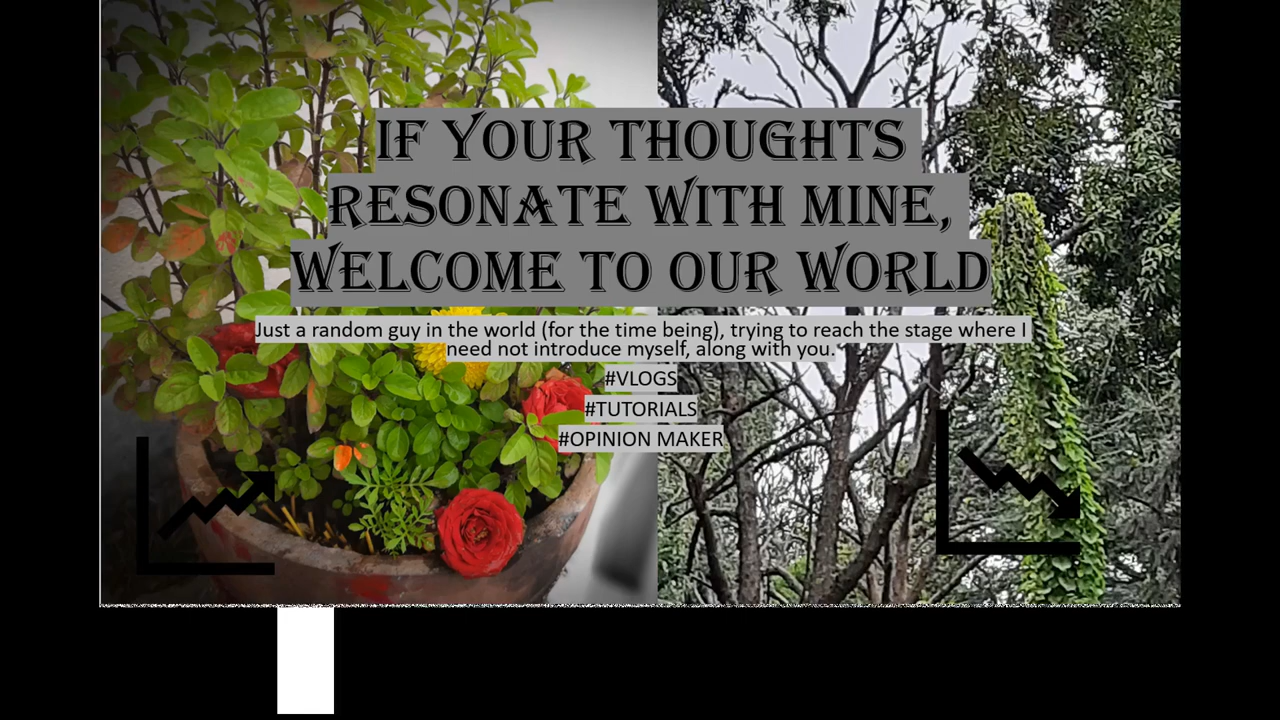 IF YOUR THOUGHTS
RESONATE WITH MINE,
WELCOME TO OUR WORLD
Just a random guy in the world (for the time being), trying to reach the stage where I
need not introduce myself, along with you.
#VLOGS
#TUTORIALS
#OPINION MAKER